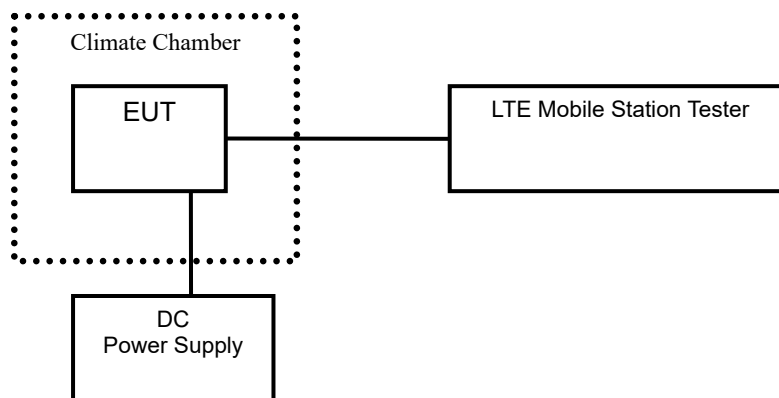 Climate Chamber
EUT
LTE Mobile Station Tester
DC
Power Supply